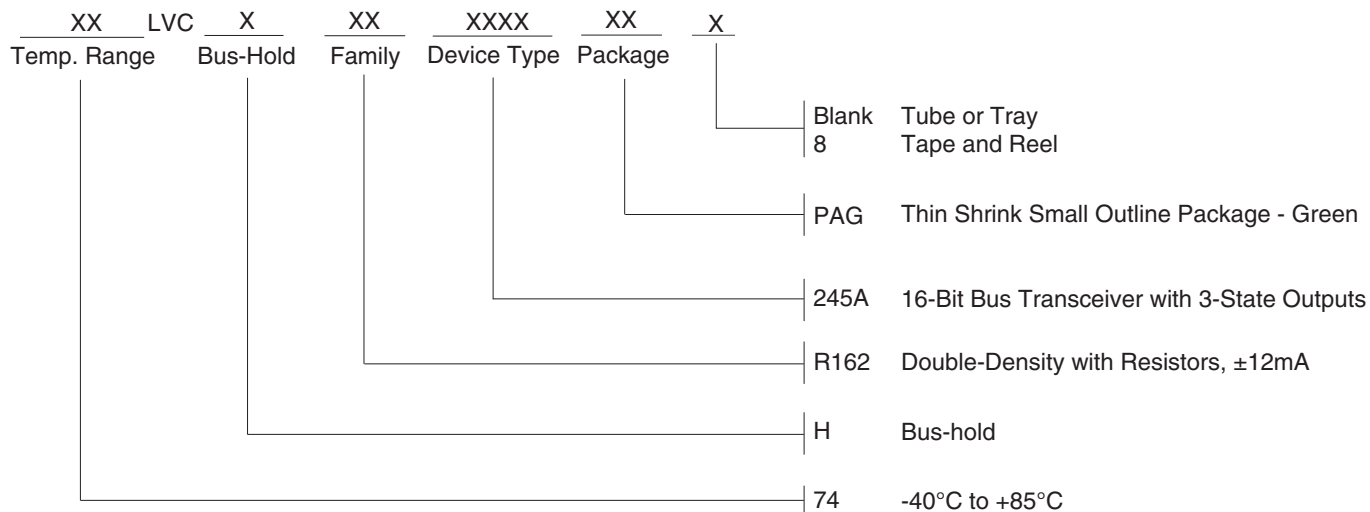 XX LVC X XX XXXX XX X
Temp. Range Bus-Hold Family Device Type Package
Blank Tube or Tray
8 Tape and Reel
PAG Thin Shrink Small Outline Package - Green
245A 16-Bit Bus Transceiver with 3-State Outputs
R162 Double-Density with Resistors, ±12mA
H Bus-hold
74 -40°C to +85°C